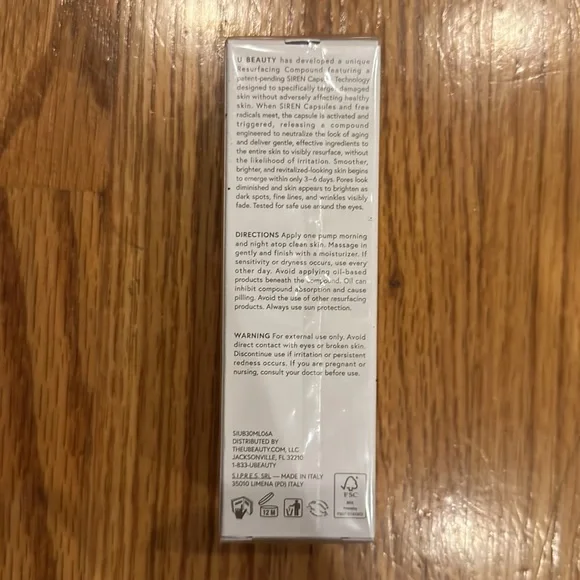 U BEAUTY has developed a unique
Resurfacing Compound featuring a
patent-pending SIREN Capsule Technology
designed to specifically target damaged
skin without adversely affecting healthy
skin. When SIREN Capsules and free
radicals meet, the capsule is activated and
triggered, releasing a compound
engineered to neutralize the look of aging
and deliver gentle, effective ingredients to
the entire skin to visibly resurface, without
the likelihood of irritation. Smoother,
brighter, and revitalized-looking skin begins
to emerge within only 3–6 days. Pores look
diminished and skin appears to brighten as
dark spots, fine lines, and wrinkles visibly
fade. Tested for safe use around the eyes.
DIRECTIONS Apply one pump morning
and night atop clean skin. Massage in
gently and finish with a moisturizer. If
sensitivity or dryness occurs, use every
other day. Avoid applying oil-based
products beneath the compound. Oil can
inhibit compound absorption and cause
pilling. Avoid the use of other resurfacing
products. Always use sun protection.
WARNING For external use only. Avoid
direct contact with eyes or broken skin.
Discontinue use if irritation or persistent
redness occurs. If you are pregnant or
nursing, consult your doctor before use.
SIUB30ML06A
DISTRIBUTED BY
THEUBEAUTY.COM, LLC.
JACKSONVILLE, FL 32210
1-833-UBEAUTY
S.I.P.R.E.S. SRL — MADE IN ITALY
35010 LIMENA (PD) ITALY
12 M
FSC